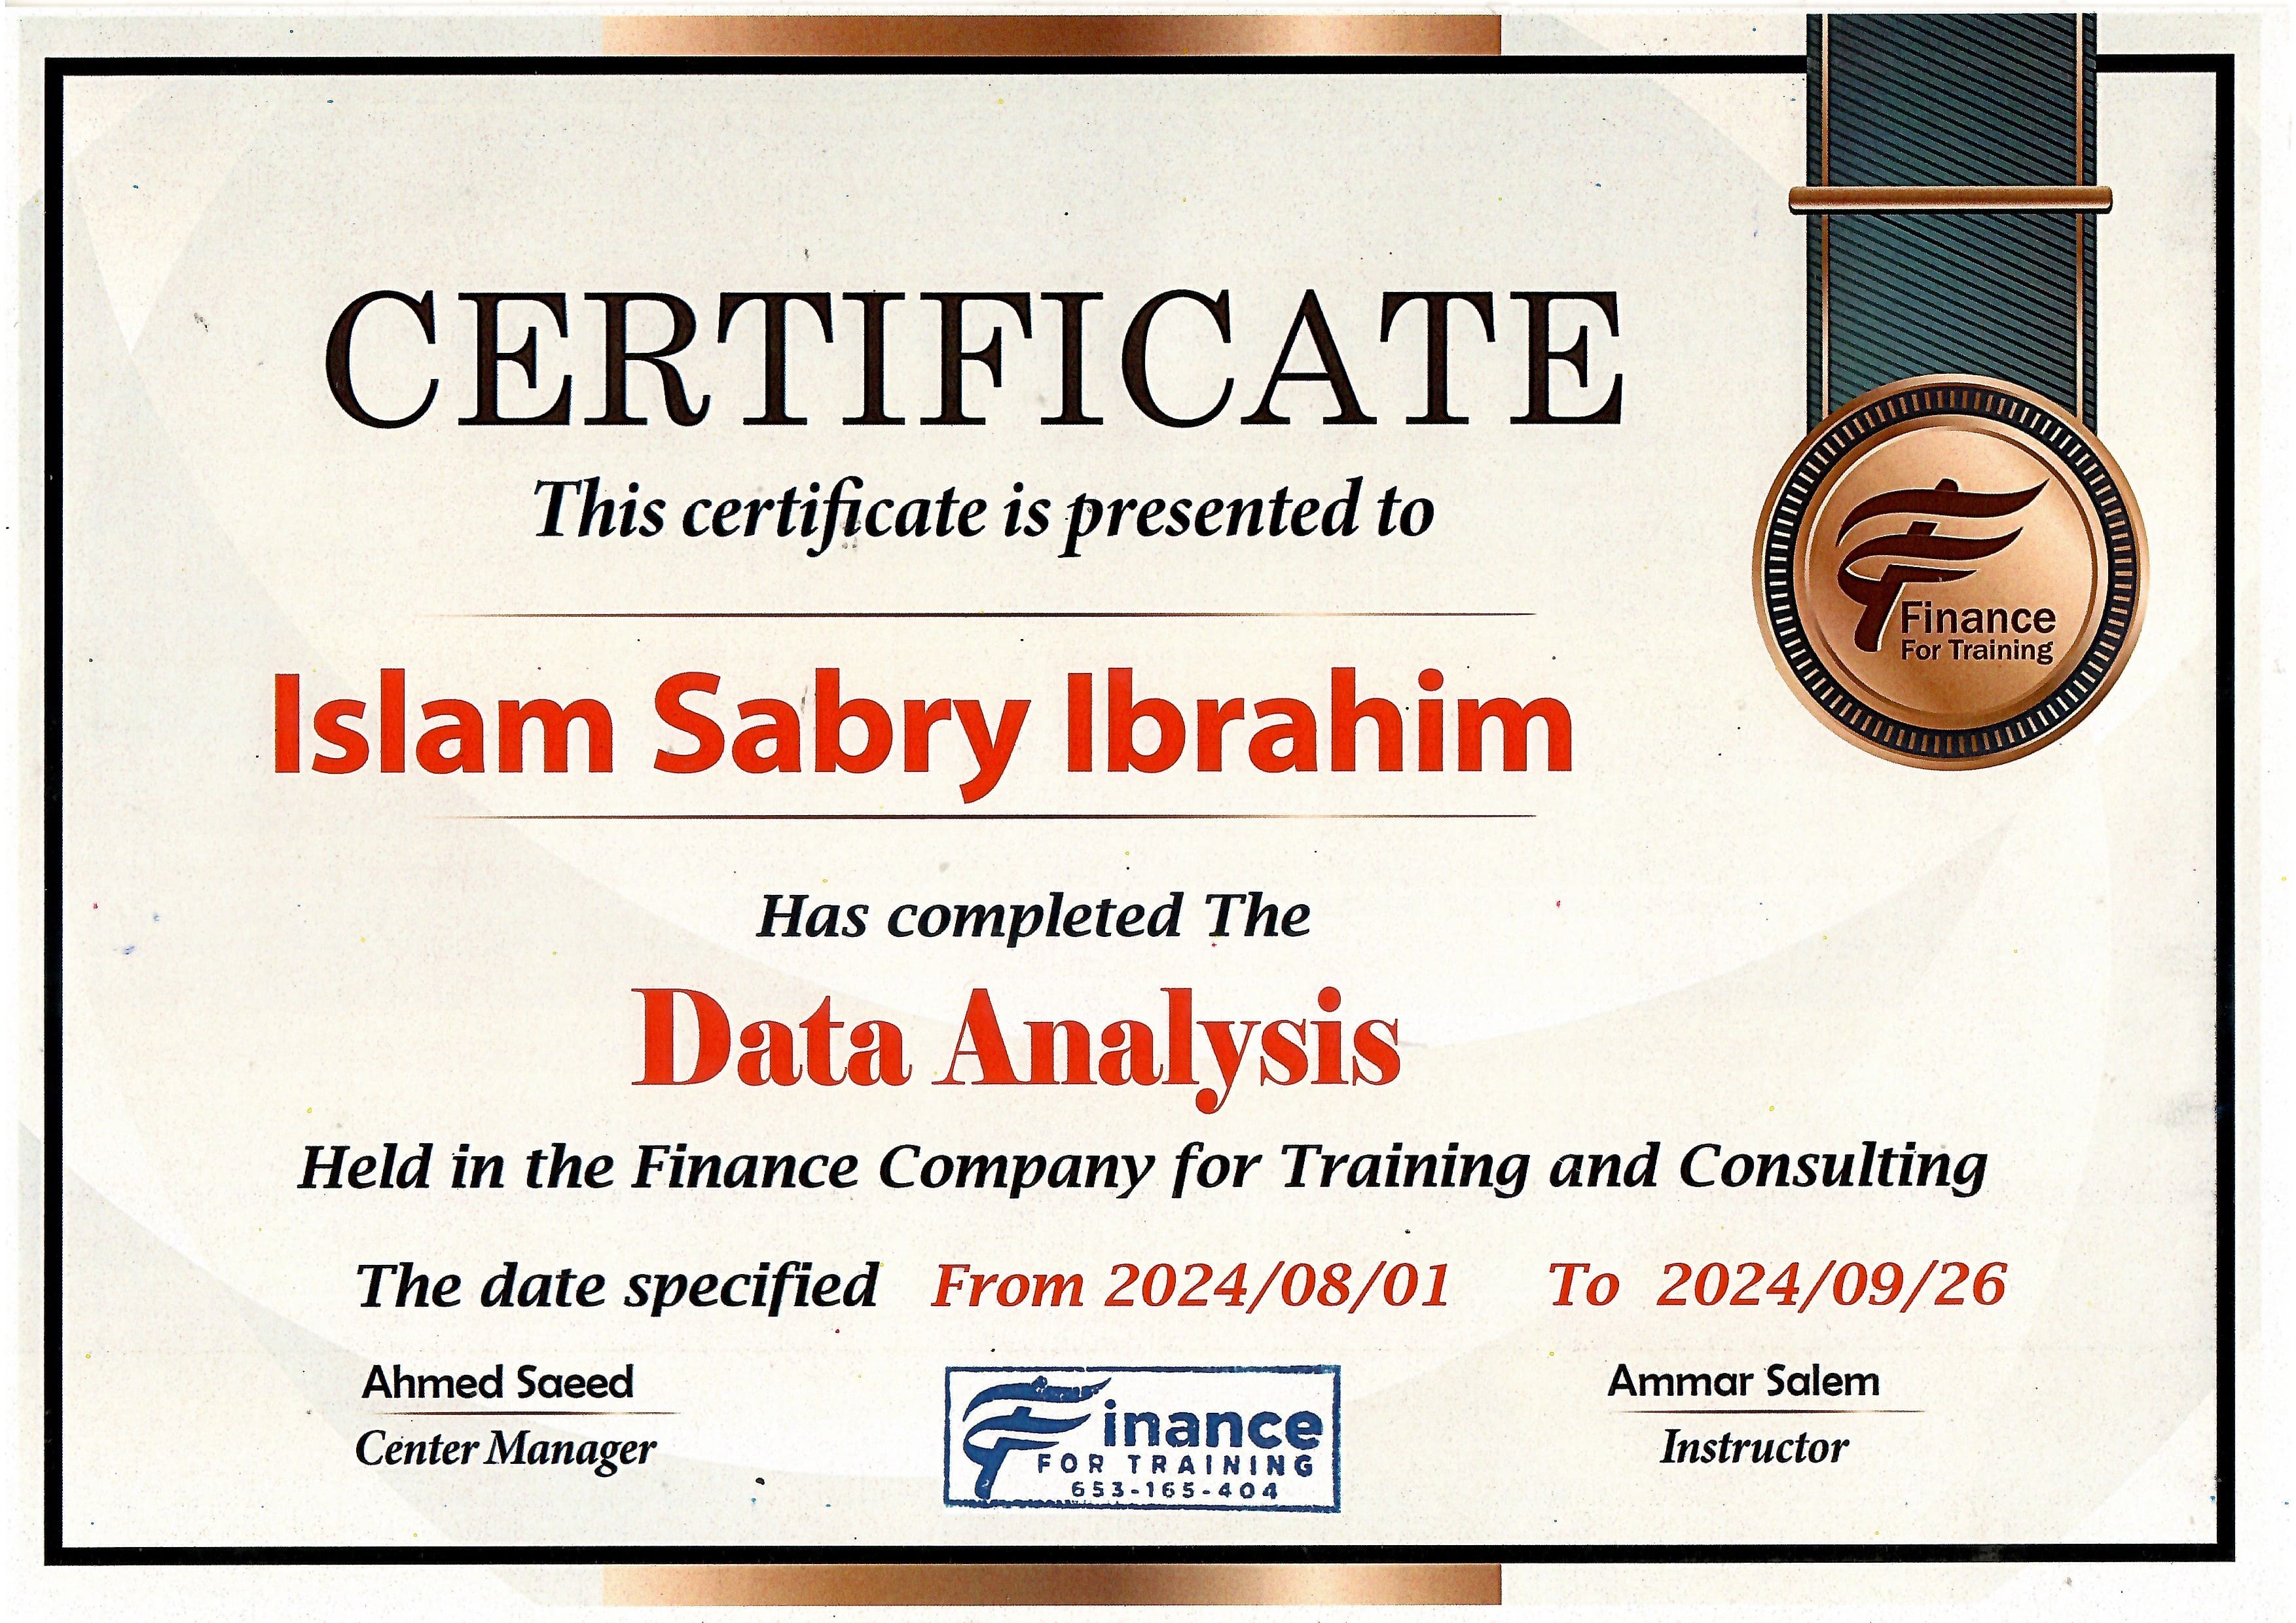 CERTIFICATE
This certificate is presented to
Finance
For Training
Islam Sabry Ibrahim
Has completed The
Data Analysis
Held in the Finance Company for Training and Consulting
The date specified From 2024/08/01 To 2024/09/26
Ahmed Saeed
Center Manager
Finance
FOR TRAINING
653-165-404
Ammar Salem
Instructor